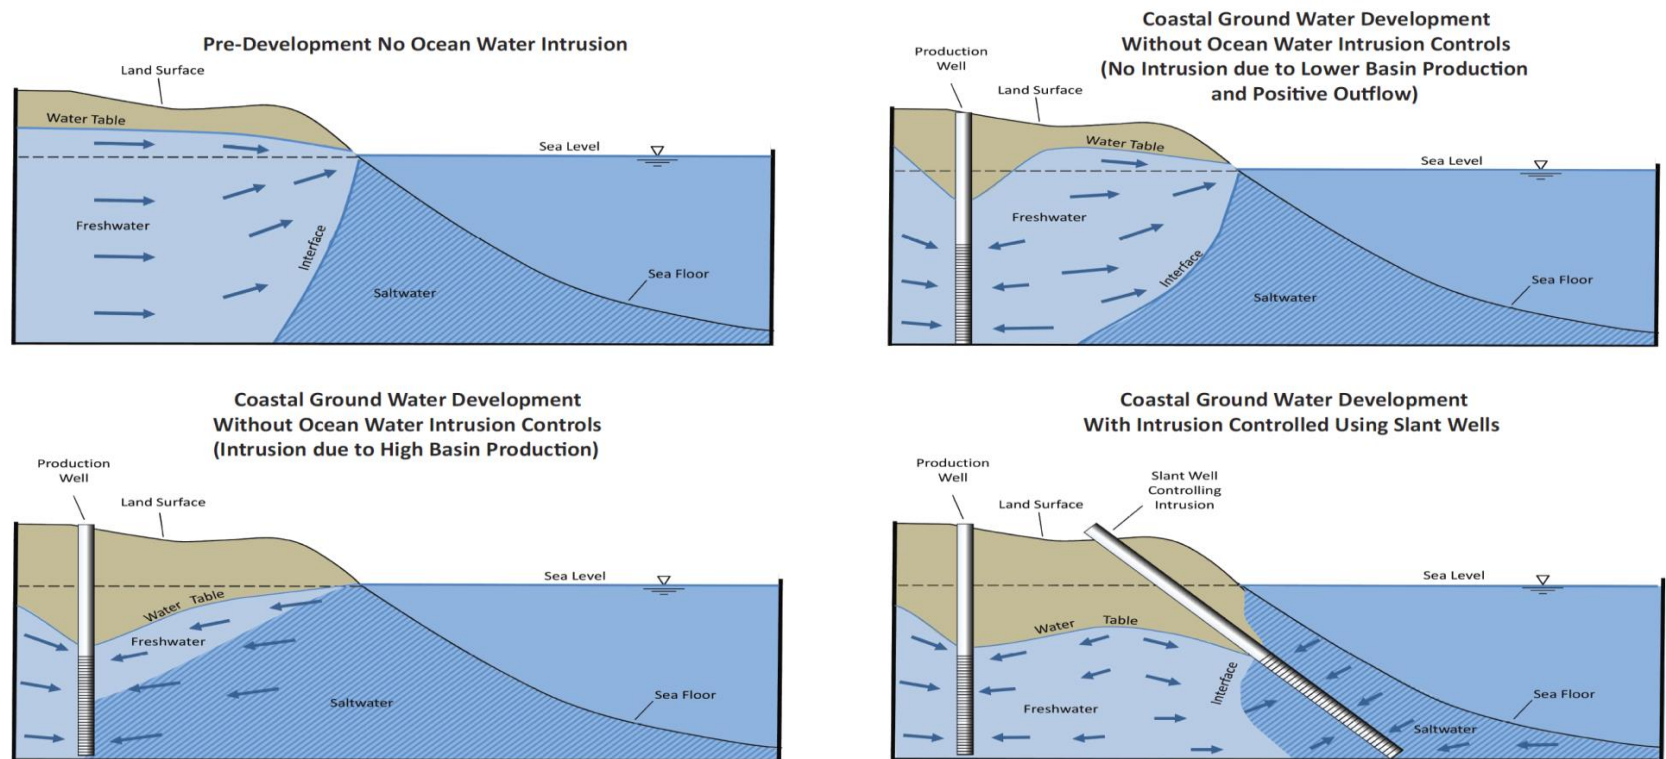 Pre-Development No Ocean Water Intrusion
Land Surface
Water Table
Sea Level
Freshwater
Interface
Saltwater
Sea Floor
Coastal Ground Water Development
Without Ocean Water Intrusion Controls
(No Intrusion due to Lower Basin Production
and Positive Outflow)
Production
Well
Land Surface
Water Table
Sea Level
Freshwater
Interface
Saltwater
Sea Floor
Coastal Ground Water Development
Without Ocean Water Intrusion Controls
(Intrusion due to High Basin Production)
Production
Well
Land Surface
Sea Level
Water Table
Freshwater
Saltwater
Sea Floor
Coastal Ground Water Development
With Intrusion Controlled Using Slant Wells
Production
Well
Land Surface
Slant Well
Controlling
Intrusion
Sea Level
Water Table
Interface
Freshwater
Saltwater
Sea Floor